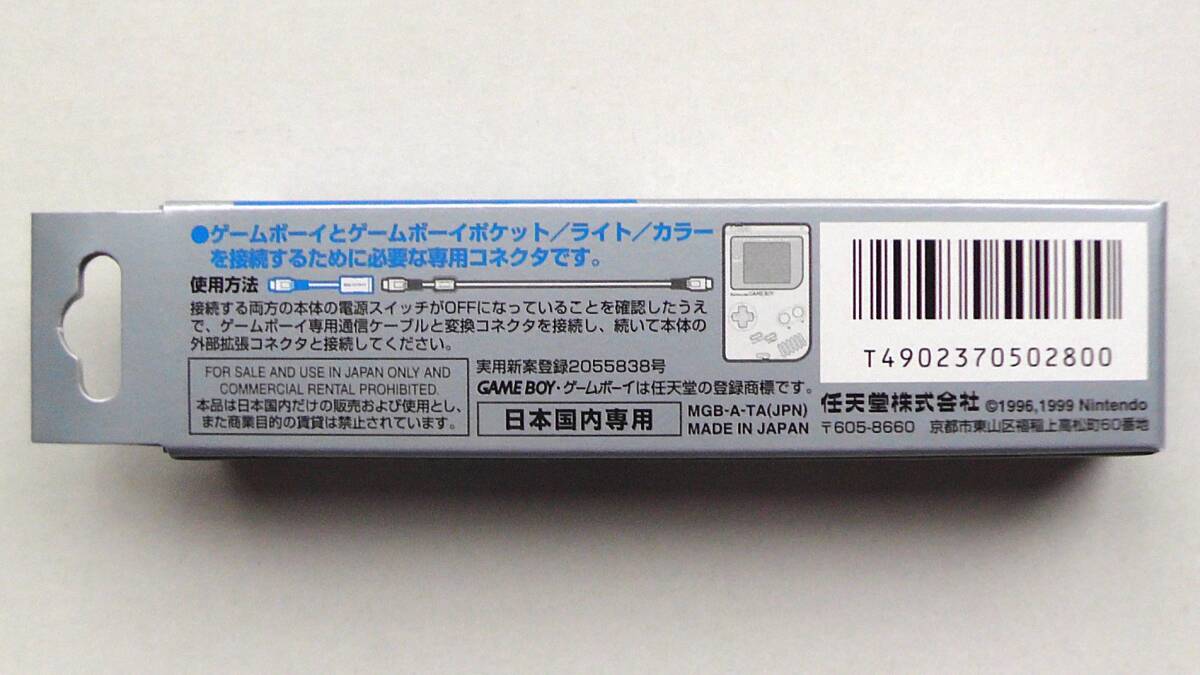 ●ゲームボーイとゲームボーイポケット／ライト／カラー
を接続するために必要な専用コネクタです。
使用方法
接続する両方の本体の電源スイッチがOFFになっていることを確認したうえ
で、ゲームボーイ専用通信ケーブルと変換コネクタを接続し、続いて本体の
外部拡張コネクタと接続してください。
FOR SALE AND USE IN JAPAN ONLY AND
COMMERCIAL RENTAL PROHIBITED.
本品は日本国内だけの販売および使用とし、
また商業目的の賃貸は禁止されています。
実用新案登録2055838号
GAME BOY・ゲームボーイは任天堂の登録商標です。
日本国内専用
MGB-A-TA(JPN)
MADE IN JAPAN
GAME BOY
T4902370502800
任天堂株式会社 ©1996,1999 Nintendo
〒605-8660 京都市東山区福稲上高松町60番地